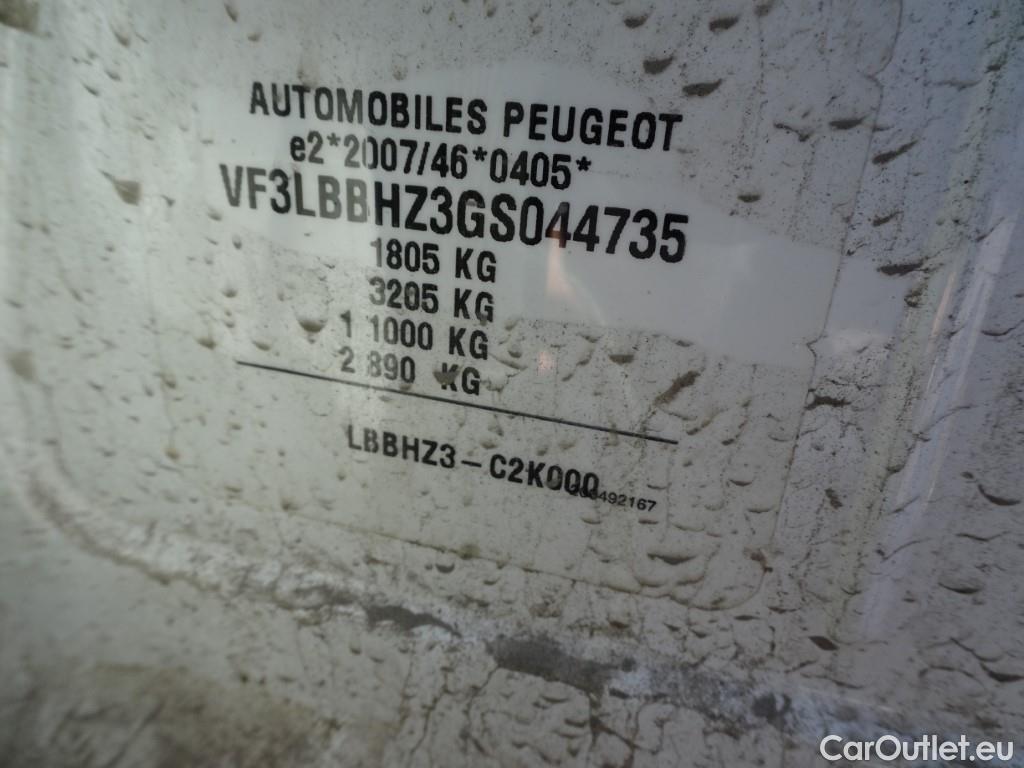 AUTOMOBILES PEUGEOT
e2*2007/46*0405*
VF3LBBHZ3GS044735
1805 KG
3205 KG
1 1000 KG
2 890 KG
LBBHZ3-C2K000
CarOutlet.eu